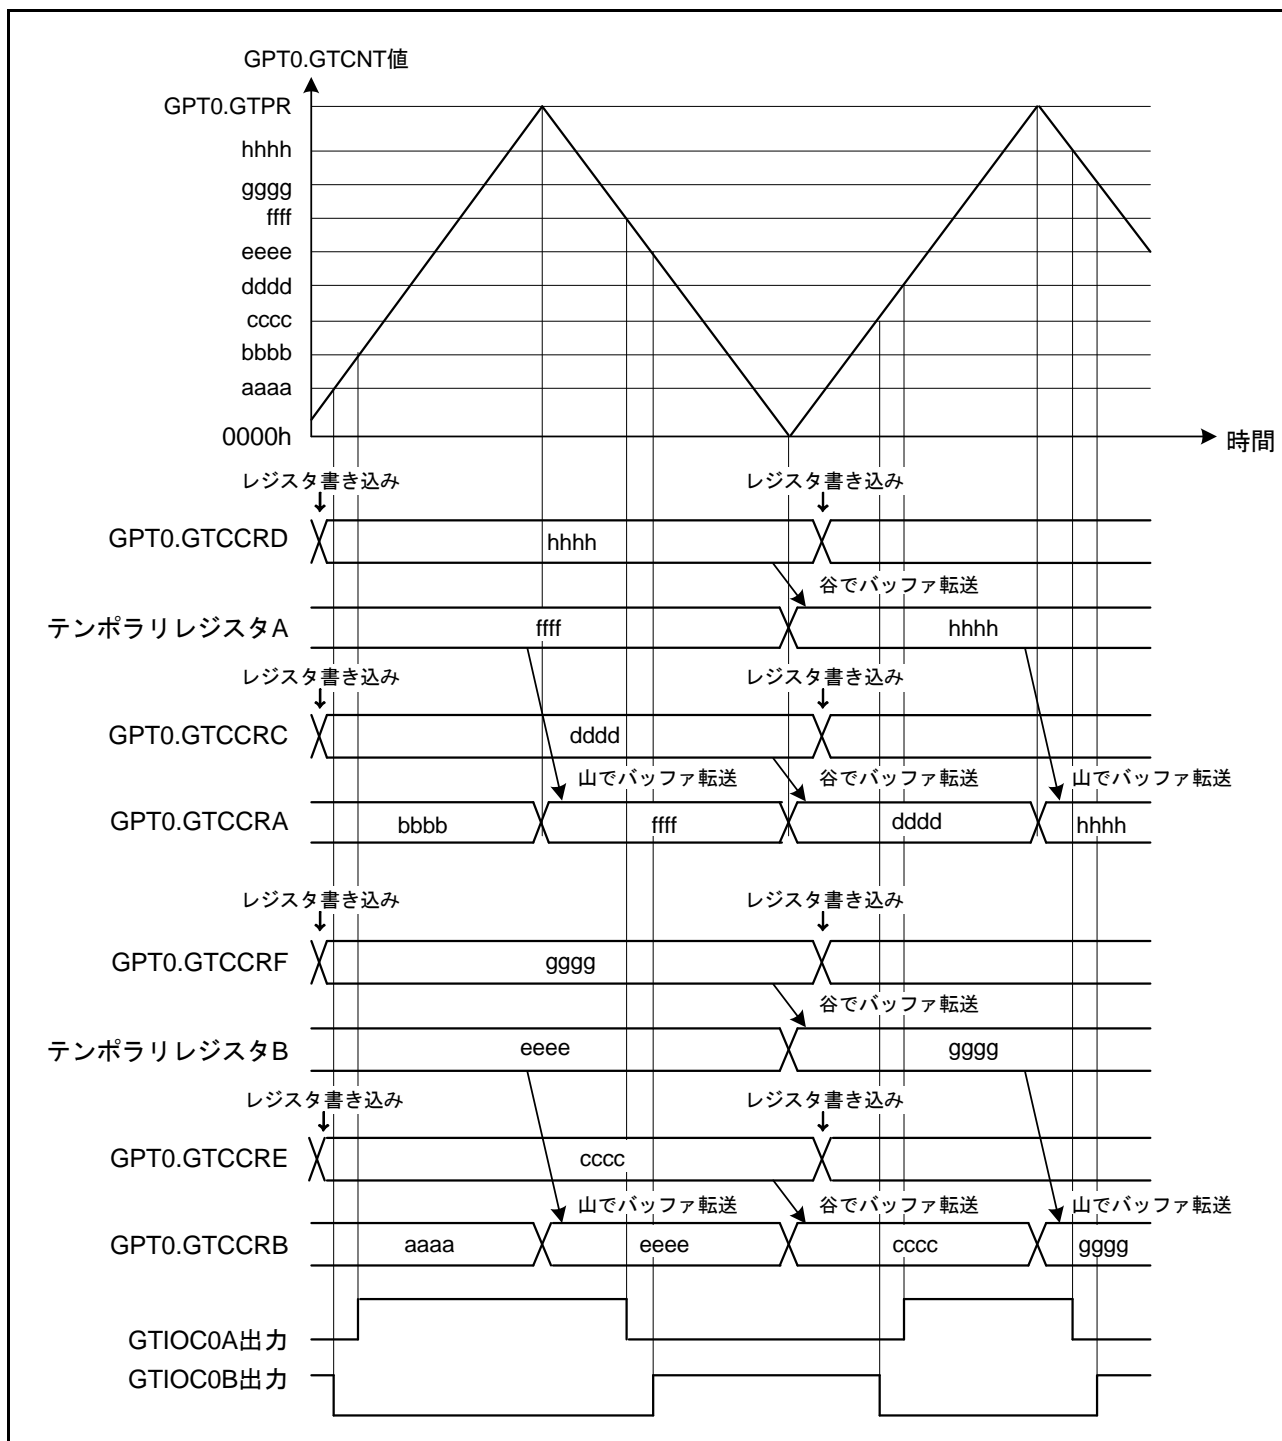 GPT0.GTCNT値
GPT0.GTPR
hhhh
gggg
ffff
eeee
dddd
cccc
bbbb
aaaa
0000h
時間
レジスタ書き込み レジスタ書き込み
GPT0.GTCCRD hhhh
谷でバッファ転送
テンポラリレジスタA ffff hhhh
レジスタ書き込み レジスタ書き込み
GPT0.GTCCRC dddd
山でバッファ転送 谷でバッファ転送 山でバッファ転送
GPT0.GTCCRA bbbb ffff dddd hhhh
レジスタ書き込み レジスタ書き込み
GPT0.GTCCRF gggg
谷でバッファ転送
テンポラリレジスタB eeee gggg
レジスタ書き込み レジスタ書き込み
GPT0.GTCCRE cccc
山でバッファ転送 谷でバッファ転送 山でバッファ転送
GPT0.GTCCRB aaaa eeee cccc gggg
GTIOC0A出力
GTIOC0B出力